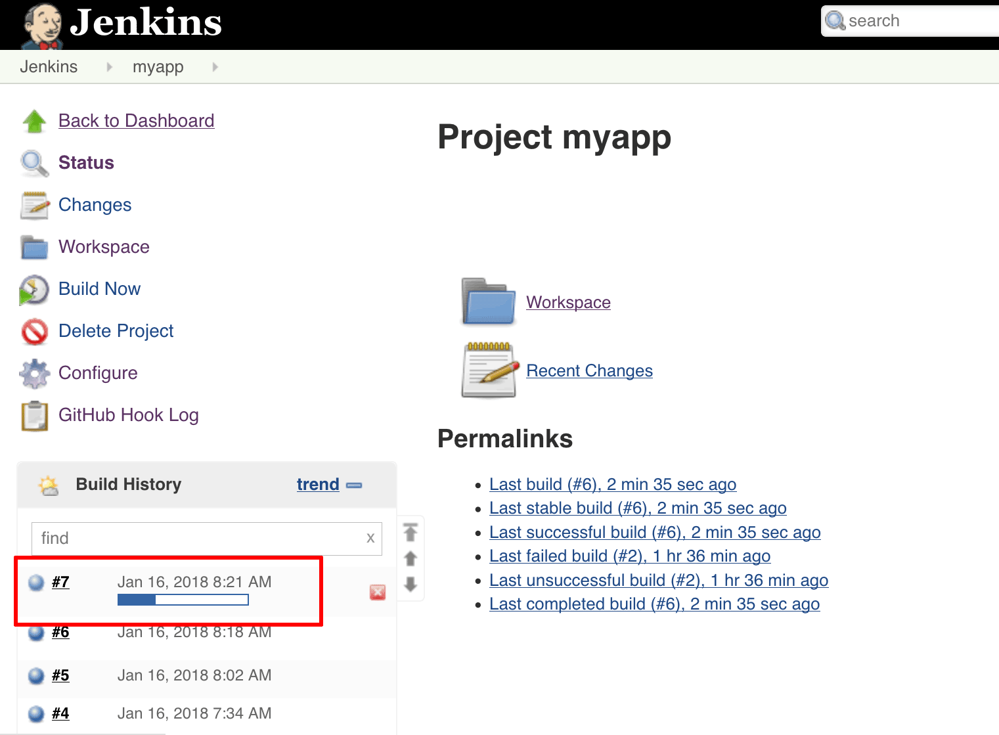 Jenkins
search
Jenkins myapp
Back to Dashboard
Status
Changes
Workspace
Build Now
Delete Project
Configure
GitHub Hook Log
Build History trend
find x
#7 Jan 16, 2018 8:21 AM
#6 Jan 16, 2018 8:18 AM
#5 Jan 16, 2018 8:02 AM
#4 Jan 16, 2018 7:34 AM
Project myapp
Workspace
Recent Changes
Permalinks
Last build (#6), 2 min 35 sec ago
Last stable build (#6), 2 min 35 sec ago
Last successful build (#6), 2 min 35 sec ago
Last failed build (#2), 1 hr 36 min ago
Last unsuccessful build (#2), 1 hr 36 min ago
Last completed build (#6), 2 min 35 sec ago